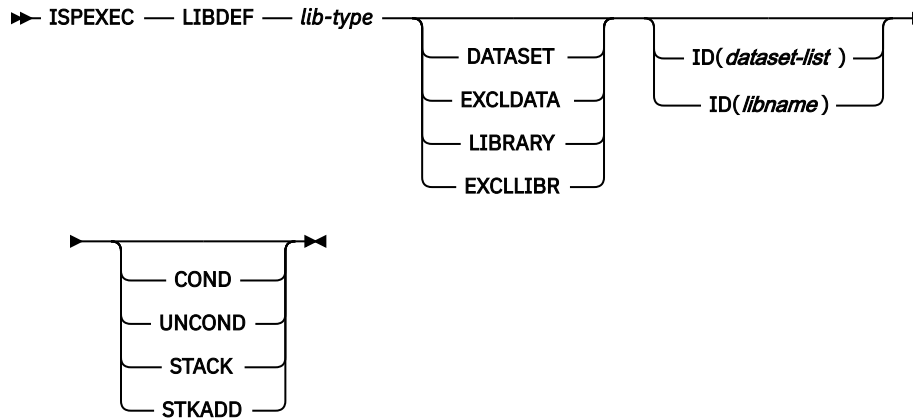 ISPEXEC LIBDEF lib-type
DATASET
EXCLDATA
LIBRARY
EXCLLIBR
ID(dataset-list )
ID(libname)
COND
UNCOND
STACK
STKADD